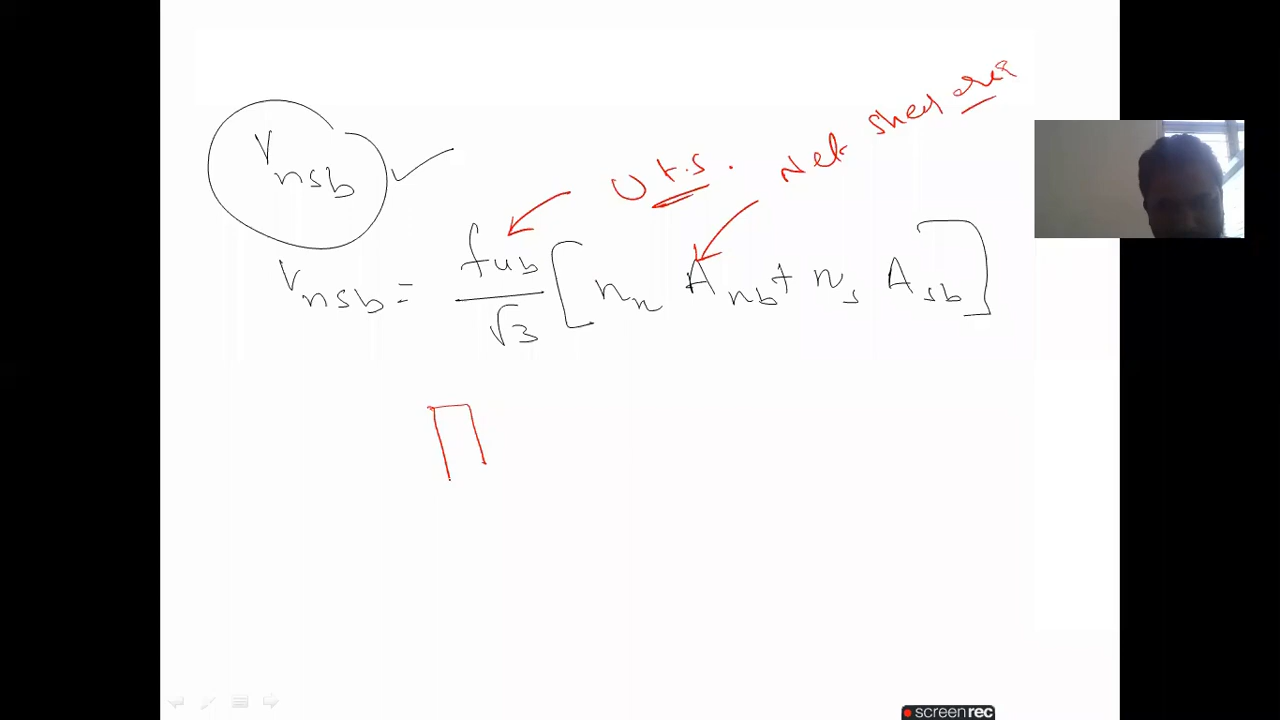 Net shear area
U t.s.
Vnsb
Vnsb = fub/√3 [nn Anb + ns Asb]
screenrec